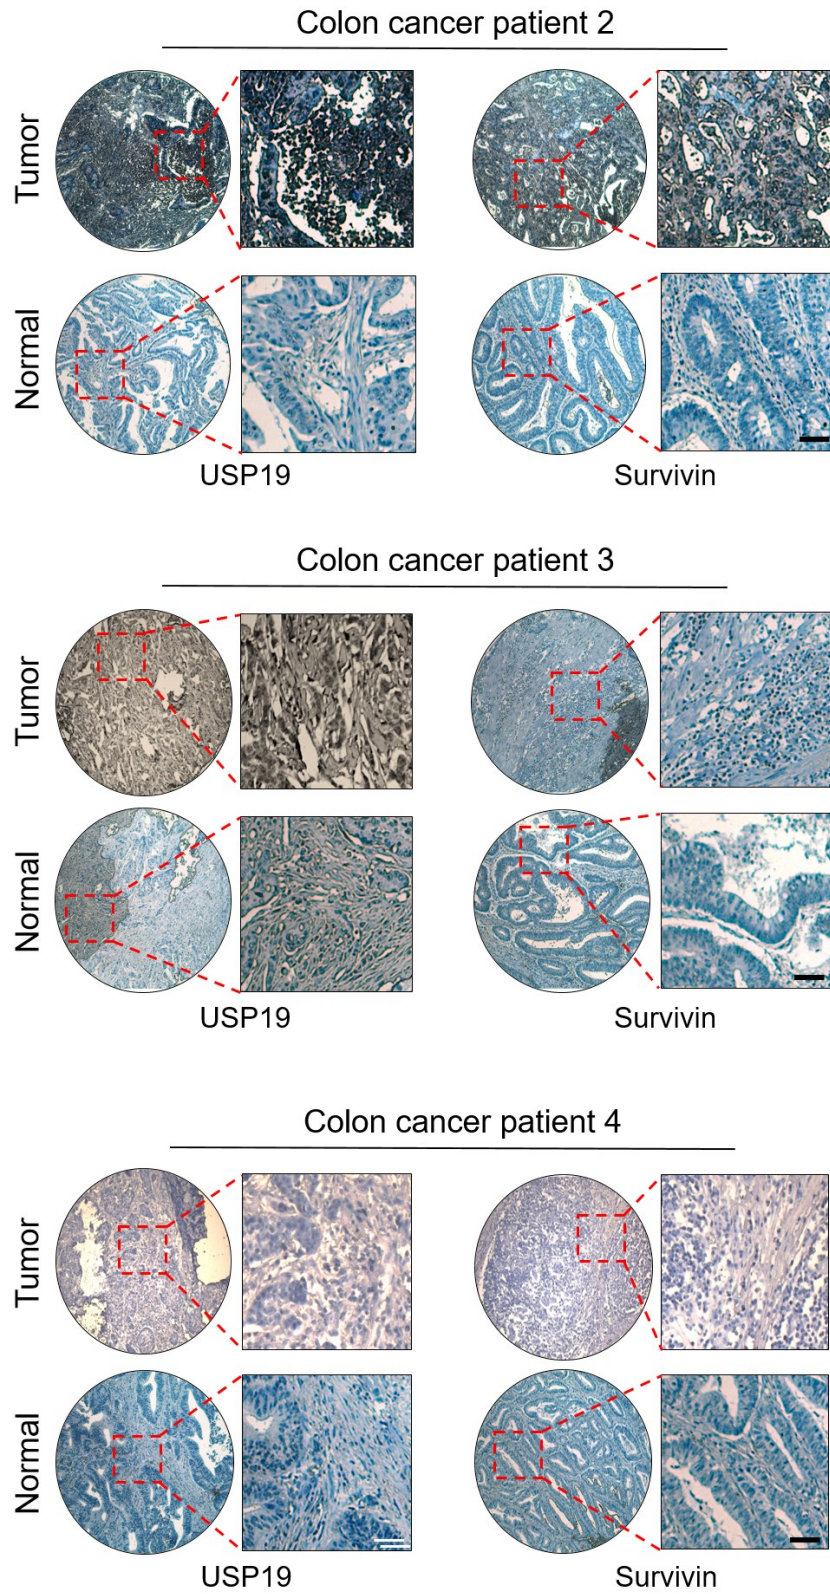 Colon cancer patient 2
Tumor
Normal
USP19 Survivin
Colon cancer patient 3
Tumor
Normal
USP19 Survivin
Colon cancer patient 4
Tumor
Normal
USP19 Survivin